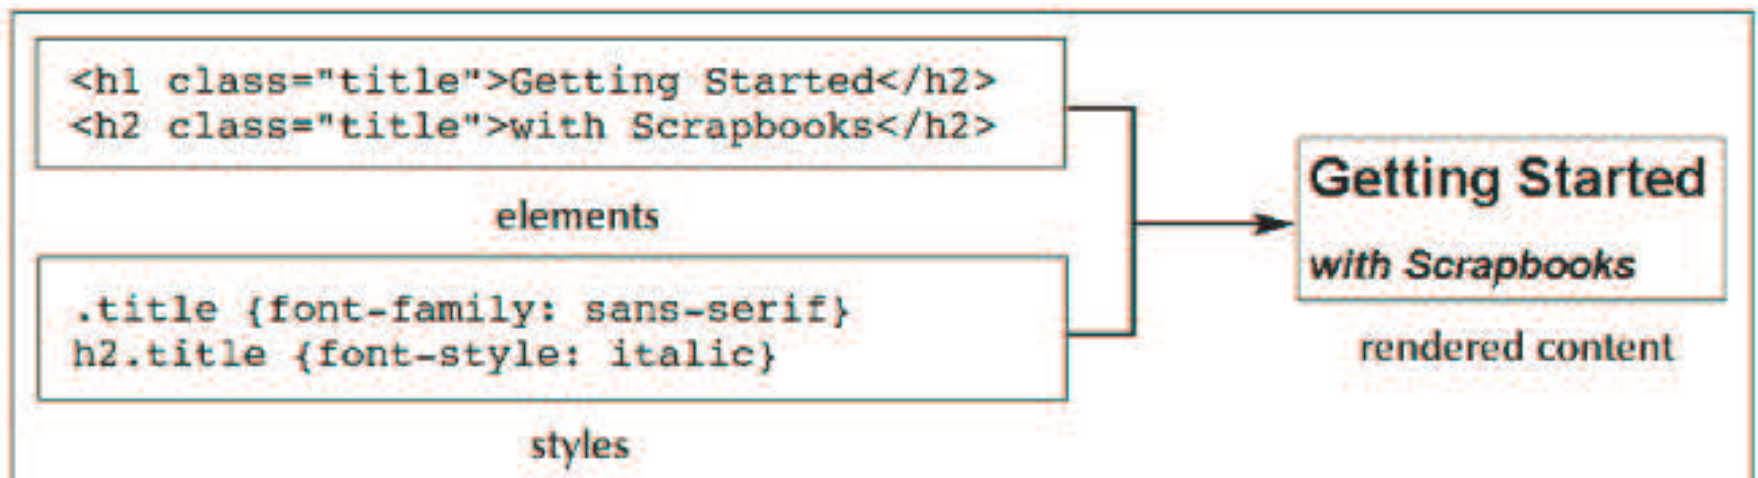 <h1 class="title">Getting Started</h2>
<h2 class="title">with Scrapbooks</h2>
elements
.title {font-family: sans-serif}
h2.title {font-style: italic}
styles
Getting Started
with Scrapbooks
rendered content